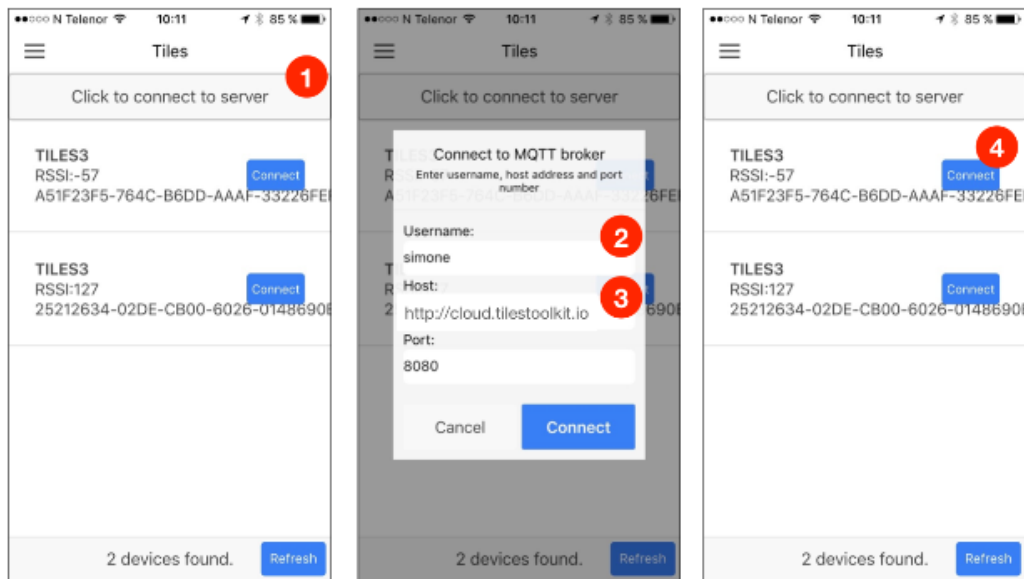 N Telenor 10:11 85 %
Tiles
1
Click to connect to server
TILES3
RSSI:-57
Connect
A51F23F5-764C-B6DD-AAAF-33226FE
TILES3
RSSI:127
Connect
25212634-02DE-CB00-6026-0148690
2 devices found.
Refresh
N Telenor 10:11 85 %
Tiles
Click to connect to server
Connect to MQTT broker
Enter username, host address and port
number
Username:
2
simone
Host:
3
http://cloud.tilestoolkit.io
Port:
8080
Cancel
Connect
2 devices found.
Refresh
N Telenor 10:11 85 %
Tiles
Click to connect to server
4
TILES3
RSSI:-57
Connect
A51F23F5-764C-B6DD-AAAF-33226FE
TILES3
RSSI:127
Connect
25212634-02DE-CB00-6026-0148690
2 devices found.
Refresh